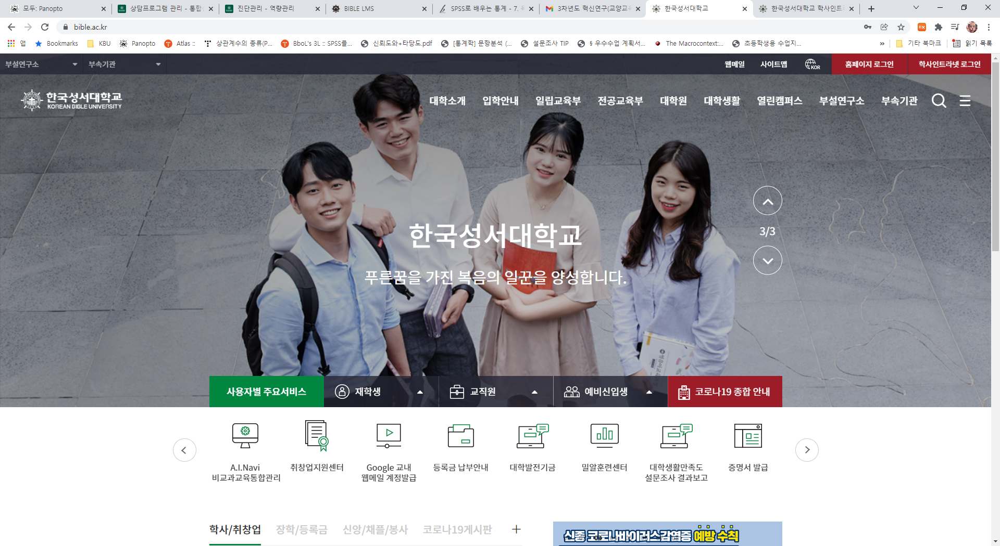 모두: Panopto
상담프로그램 관리 - 통합
진단관리 - 역량관리
BIBLE LMS
SPSS로 배우는 통계 - 7.
3차년도 혁신연구(교양교육
한국성서대학교
한국성서대학교 학사인트라
bible.ac.kr
앱
Bookmarks
KBU
Panopto
Atlas ::
상관계수의 종류(P...
BboL's 3L :: SPSS를...
신뢰도와+타당도.pdf
[통계학] 문항분석 (...
설문조사 TIP
§ 우수수업 계획서...
The Macrocontext:...
초등학생용 수업지...
»
기타 북마크
읽기 목록
부설연구소
부속기관
웹메일
사이트맵
KOR
홈페이지 로그인
학사인트라넷 로그인
한국성서대학교
KOREAN BIBLE UNIVERSITY
대학소개
입학안내
일립교육부
전공교육부
대학원
대학생활
열린캠퍼스
부설연구소
부속기관
3/3
한국성서대학교
푸른꿈을 가진 복음의 일꾼을 양성합니다.
사용자별 주요서비스
재학생
교직원
예비신입생
코로나19 종합 안내
A.I.Navi
비교과교육통합관리
취창업지원센터
Google 교내
웹메일 계정발급
등록금 납부안내
대학발전기금
밀알훈련센터
대학생활만족도
설문조사 결과보고
증명서 발급
학사/취창업
장학/등록금
신앙/채플/봉사
코로나19게시판
신종 코로나바이러스감염증 예방 수칙